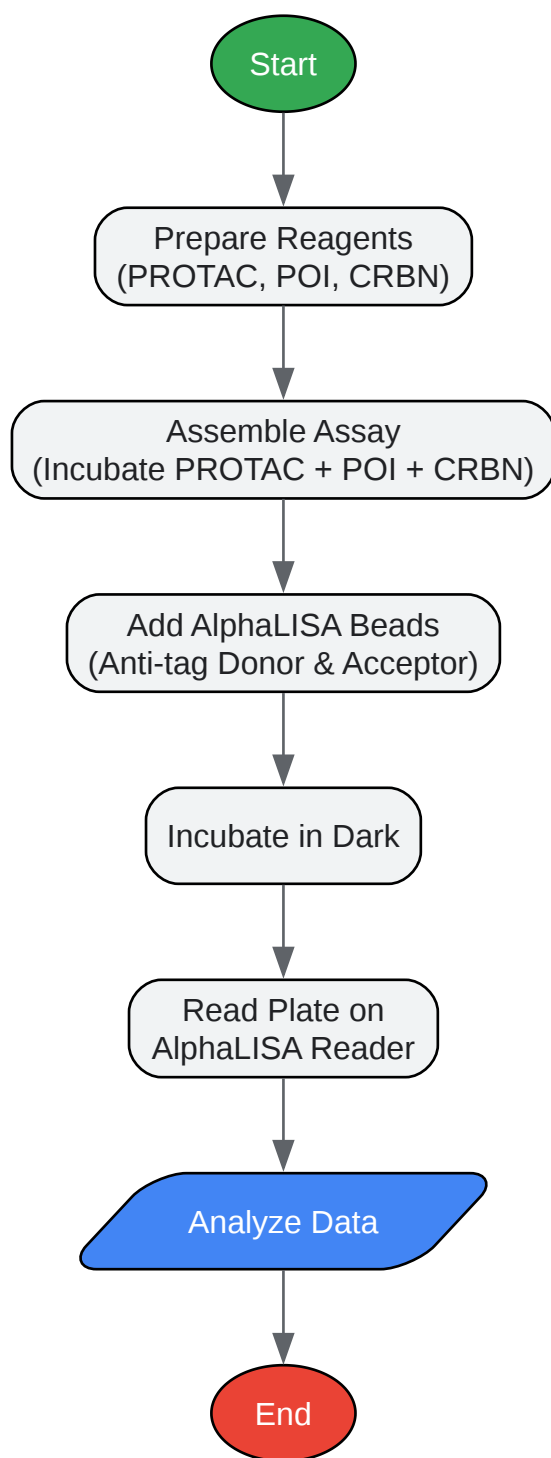 Start
Prepare Reagents
(PROTAC, POI, CRBN)
Assemble Assay
(Incubate PROTAC + POI + CRBN)
Add AlphaLISA Beads
(Anti-tag Donor & Acceptor)
Incubate in Dark
Read Plate on
AlphaLISA Reader
Analyze Data
End